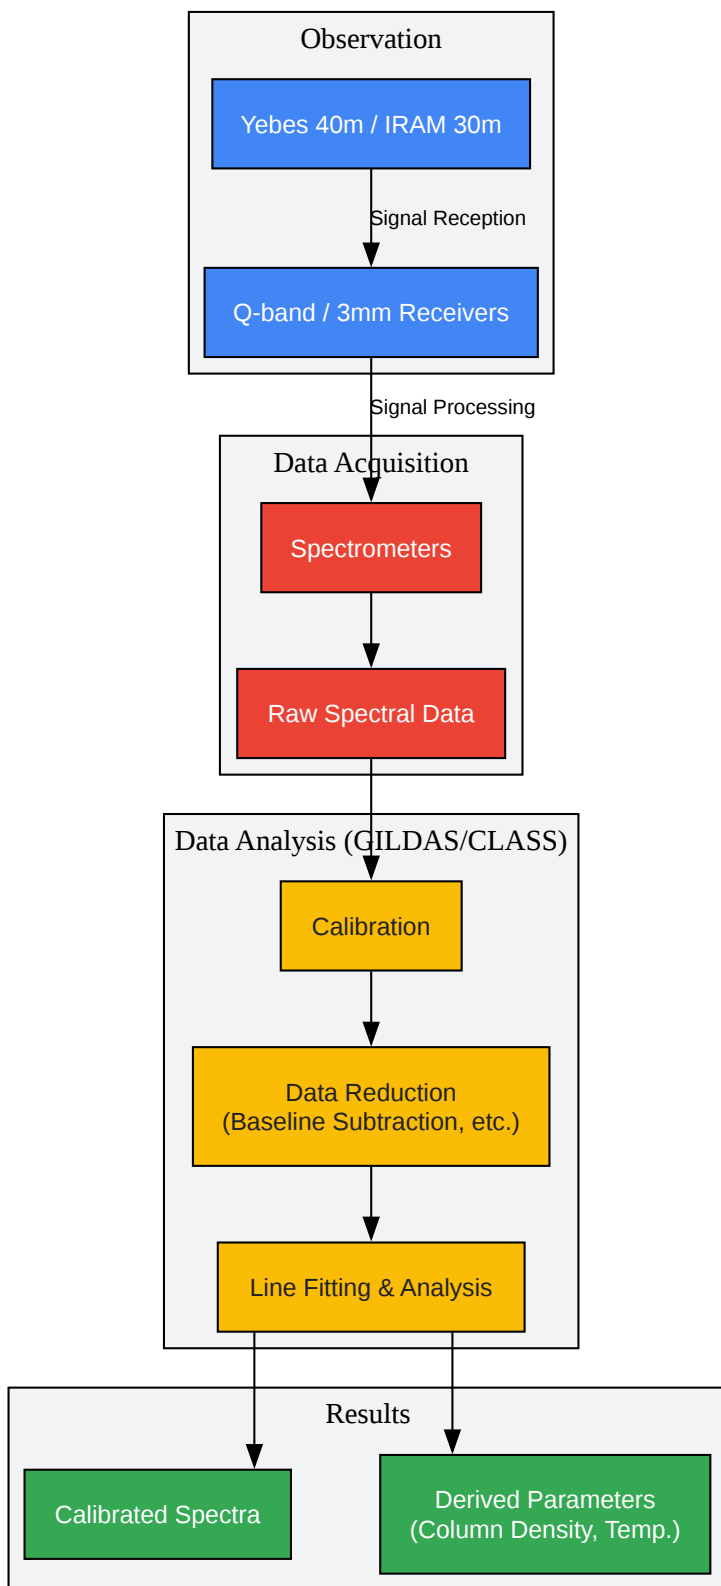 Observation
Yebes 40m / IRAM 30m
Signal Reception
Q-band / 3mm Receivers
Signal Processing
Data Acquisition
Spectrometers
Raw Spectral Data
Data Analysis (GILDAS/CLASS)
Calibration
Data Reduction
(Baseline Subtraction, etc.)
Line Fitting & Analysis
Results
Calibrated Spectra
Derived Parameters
(Column Density, Temp.)